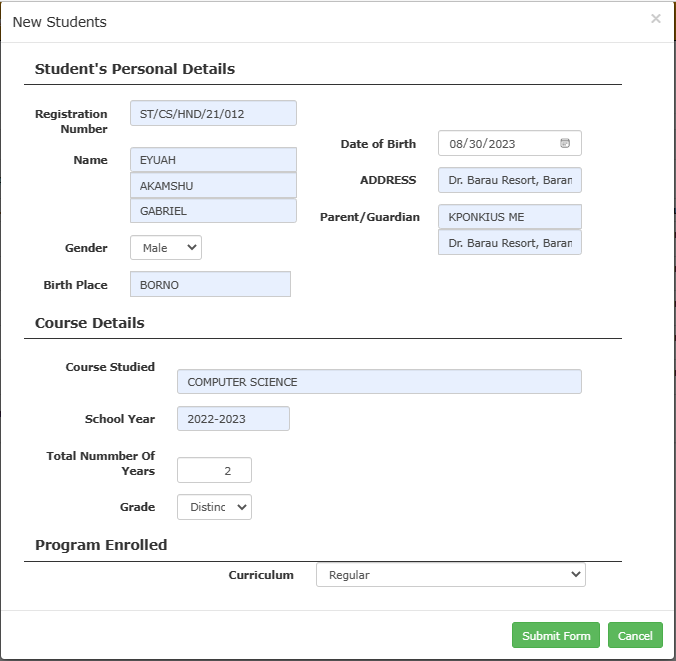 New Students
×
Student's Personal Details
Registration Number
ST/CS/HND/21/012
Name
EYUAH
AKAMSHU
GABRIEL
Gender
Male
Birth Place
BORNO
Date of Birth
08/30/2023
ADDRESS
Dr. Barau Resort, Baran
Parent/Guardian
KPONKIUS ME
Dr. Barau Resort, Baran
Course Details
Course Studied
COMPUTER SCIENCE
School Year
2022-2023
Total Nummber Of
Years
2
Grade
Distinc
Program Enrolled
Curriculum
Regular
Submit Form
Cancel